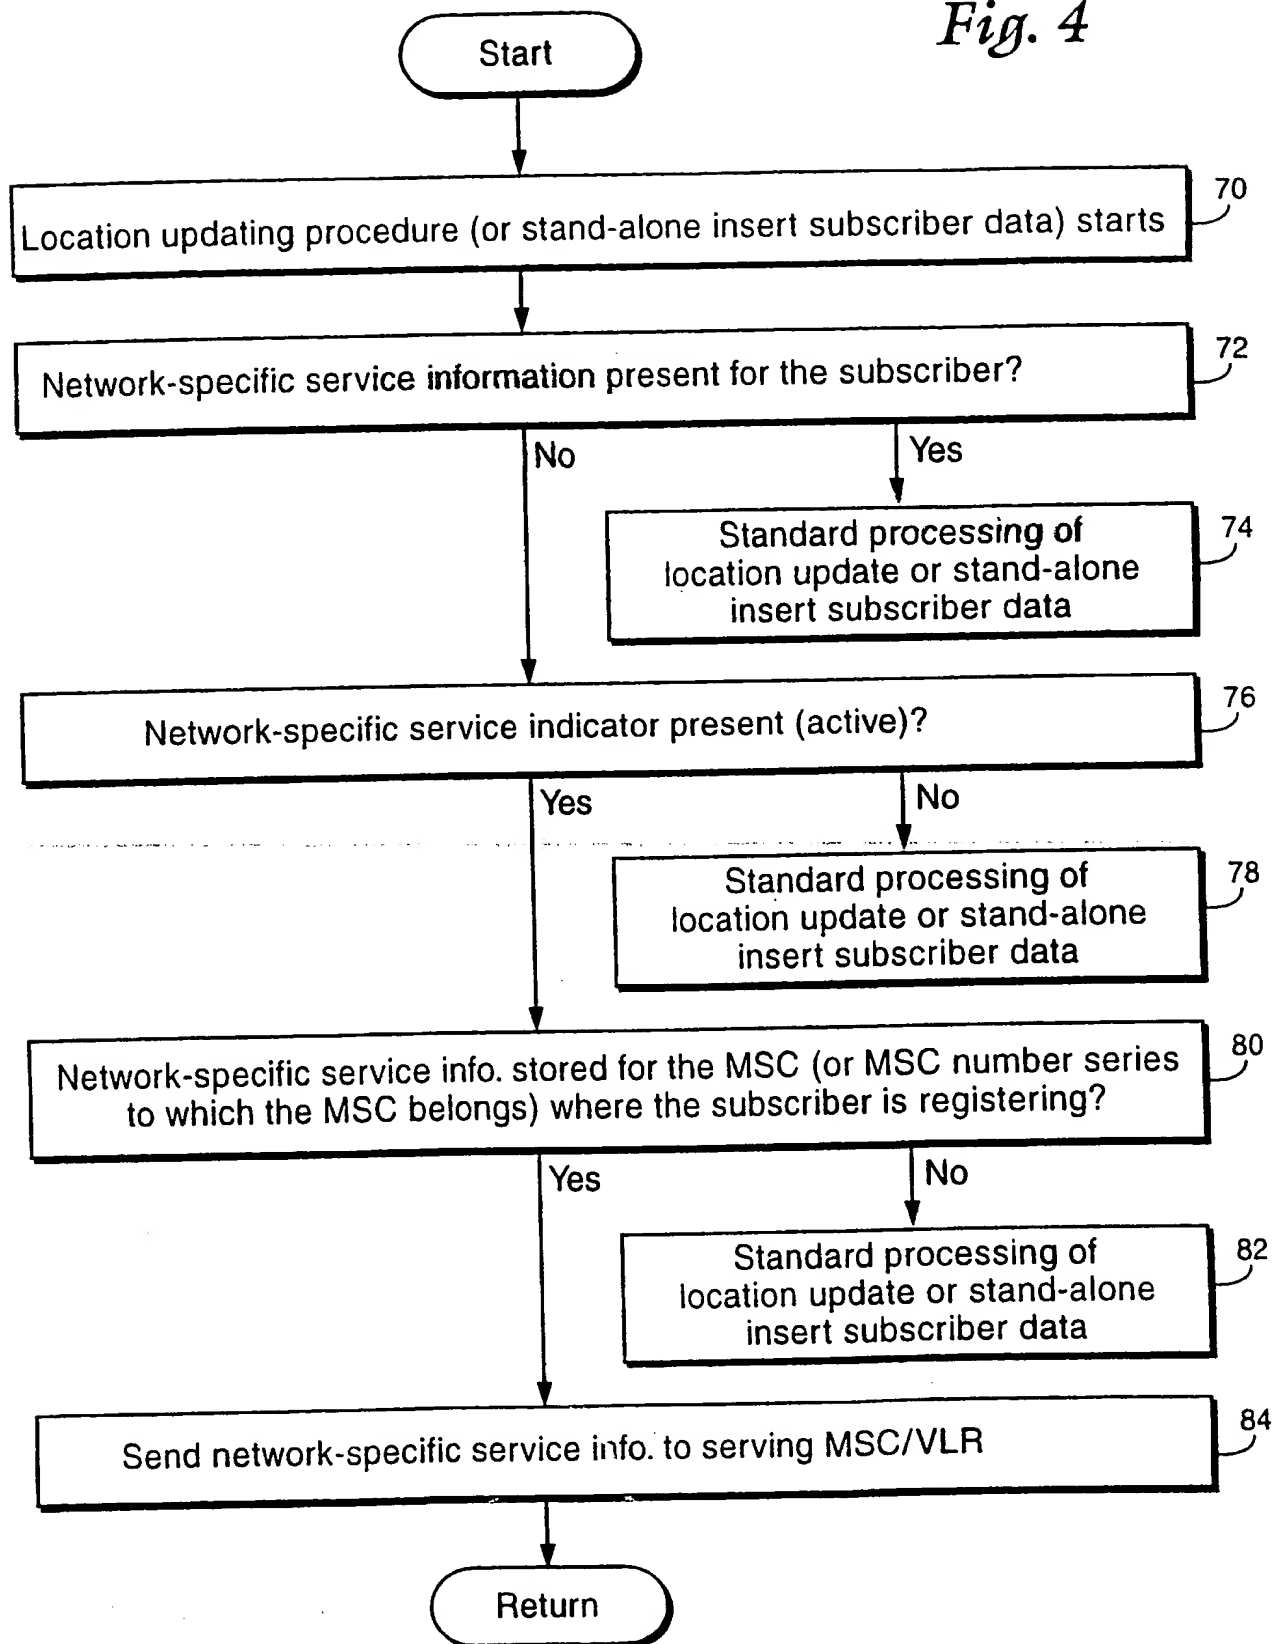 Fig. 4
Start
Location updating procedure (or stand-alone insert subscriber data) starts
70
Network-specific service information present for the subscriber?
72
No
Yes
Standard processing of
location update or stand-alone
insert subscriber data
74
Network-specific service indicator present (active)?
76
Yes
No
Standard processing of
location update or stand-alone
insert subscriber data
78
Network-specific service info. stored for the MSC (or MSC number series
to which the MSC belongs) where the subscriber is registering?
80
Yes
No
Standard processing of
location update or stand-alone
insert subscriber data
82
Send network-specific service info. to serving MSC/VLR
84
Return